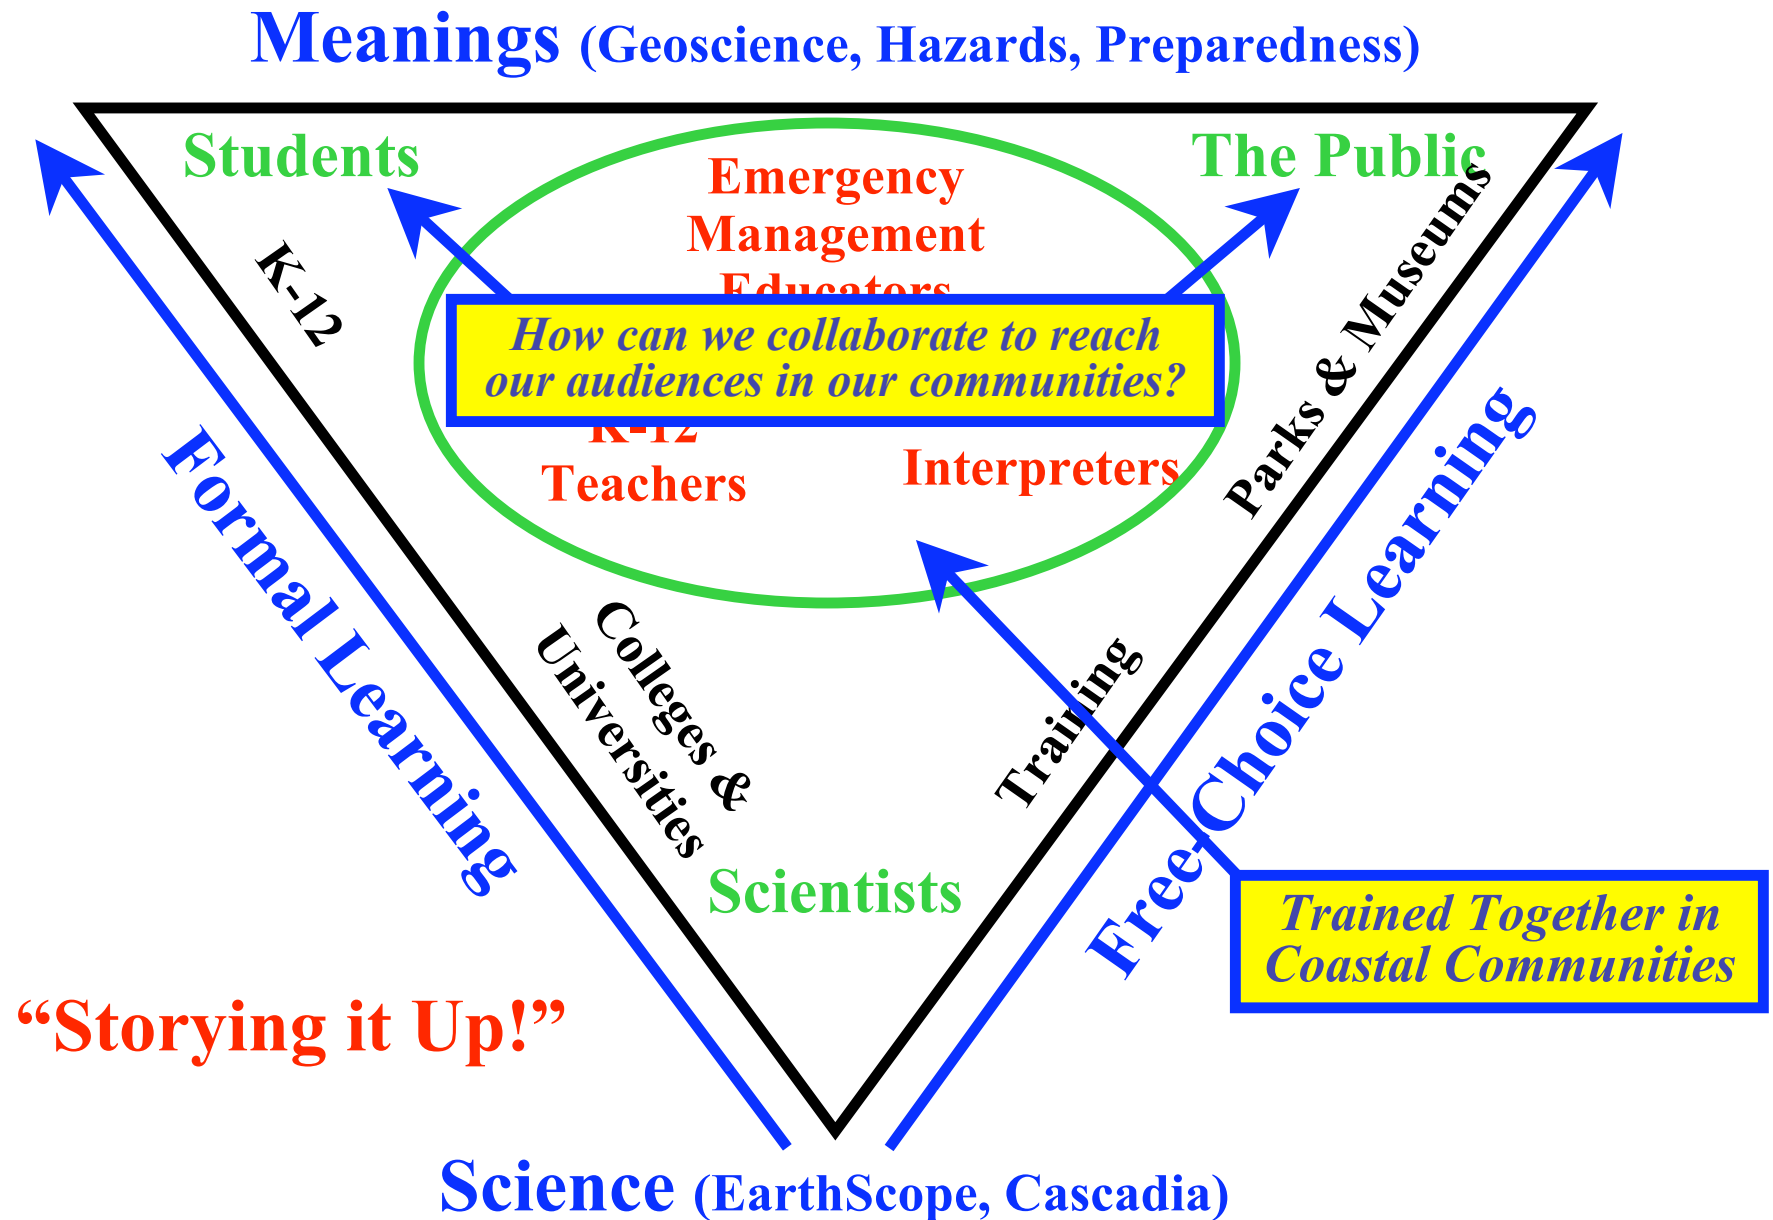 Meanings (Geoscience, Hazards, Preparedness)
Students
The Public
Emergency
Management
Educators
How can we collaborate to reach
our audiences in our communities?
K-12
Teachers
Interpreters
K-12
Parks & Museums
Formal Learning
Free-Choice Learning
Colleges &
Universities
Training
Scientists
Trained Together in
Coastal Communities
“Storying it Up!”
Science (EarthScope, Cascadia)